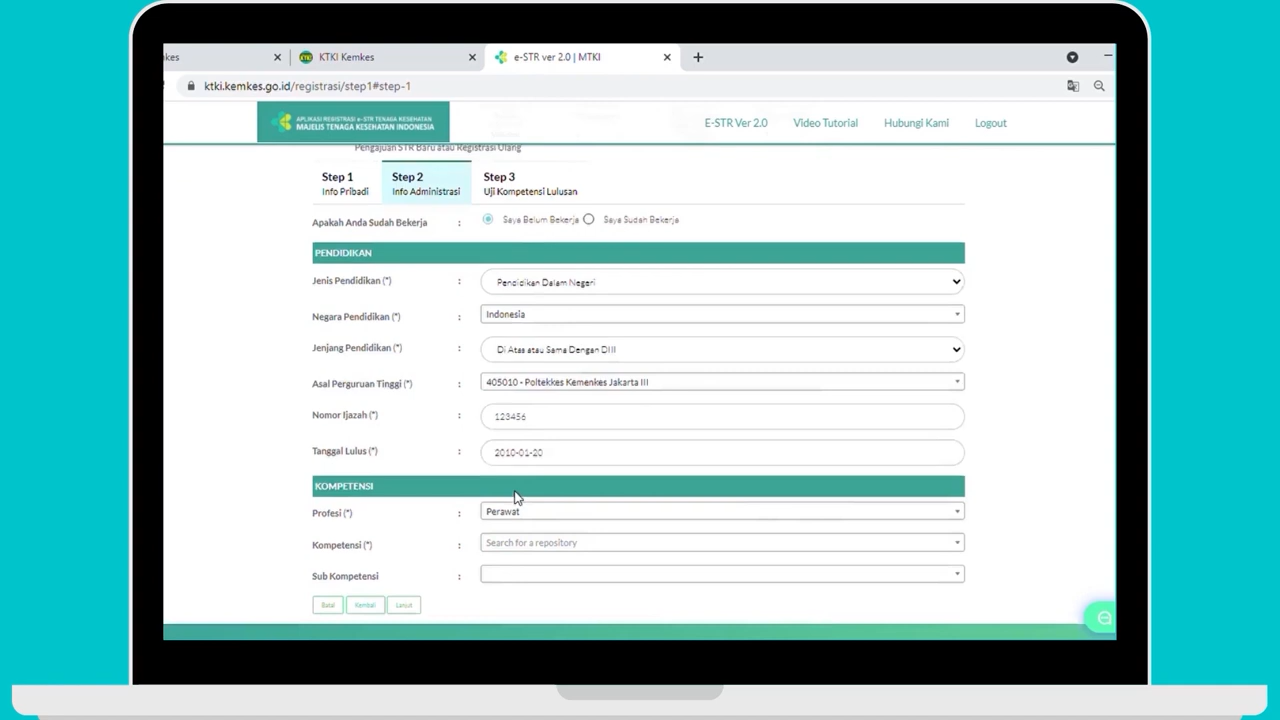 kes
KTKI Kemkes
e-STR ver 2.0 | MTKI
ktki.kemkes.go.id/registrasi/step1#step-1
APLIKASI REGISTRASI e-STR TENAGA KESEHATAN
MAJELIS TENAGA KESEHATAN INDONESIA
E-STR Ver 2.0 Video Tutorial Hubungi Kami Logout
Pengajuan STR Baru atau Registrasi Ulang
Step 1 Step 2 Step 3
Info Pribadi Info Administrasi Uji Kompetensi Lulusan
Apakah Anda Sudah Bekerja : Saya Belum Bekerja Saya Sudah Bekerja
PENDIDIKAN
Jenis Pendidikan (*) : Pendidikan Dalam Negeri
Negara Pendidikan (*) : Indonesia
Jenjang Pendidikan (*) : Di Atas atau Sama Dengan DIII
Asal Perguruan Tinggi (*) : 405010 - Poltekkes Kemenkes Jakarta III
Nomor Ijazah (*) : 123456
Tanggal Lulus (*) : 2010-01-20
KOMPETENSI
Profesi (*) : Perawat
Kompetensi (*) : Search for a repository
Sub Kompetensi :
Batal Kembali Lanjut